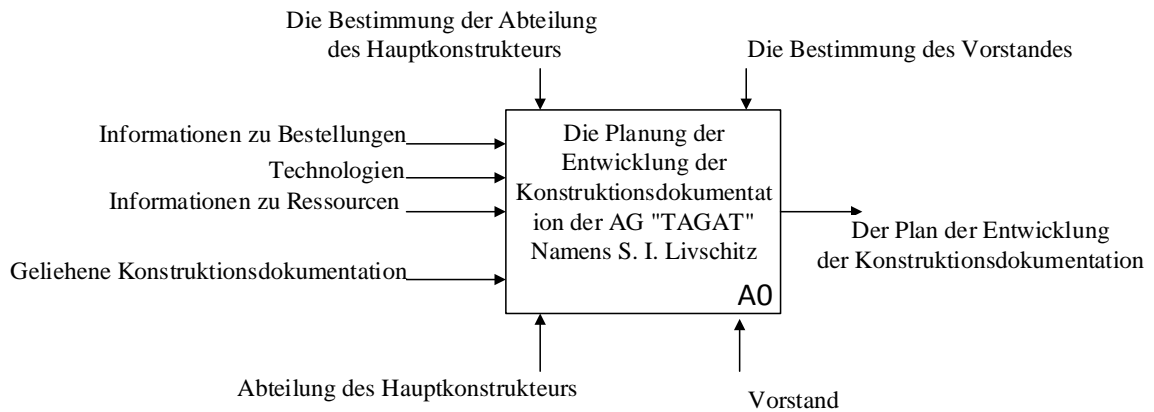 Die Bestimmung der Abteilung
des Hauptkonstrukteurs
Die Bestimmung des Vorstandes
Informationen zu Bestellungen
Technologien
Informationen zu Ressourcen
Geliehene Konstruktionsdokumentation
Die Planung der
Entwicklung der
Konstruktionsdokumentat
ion der AG "TAGAT"
Namens S. I. Livschitz
A0
Der Plan der Entwicklung
der Konstruktionsdokumentation
Abteilung des Hauptkonstrukteurs
Vorstand